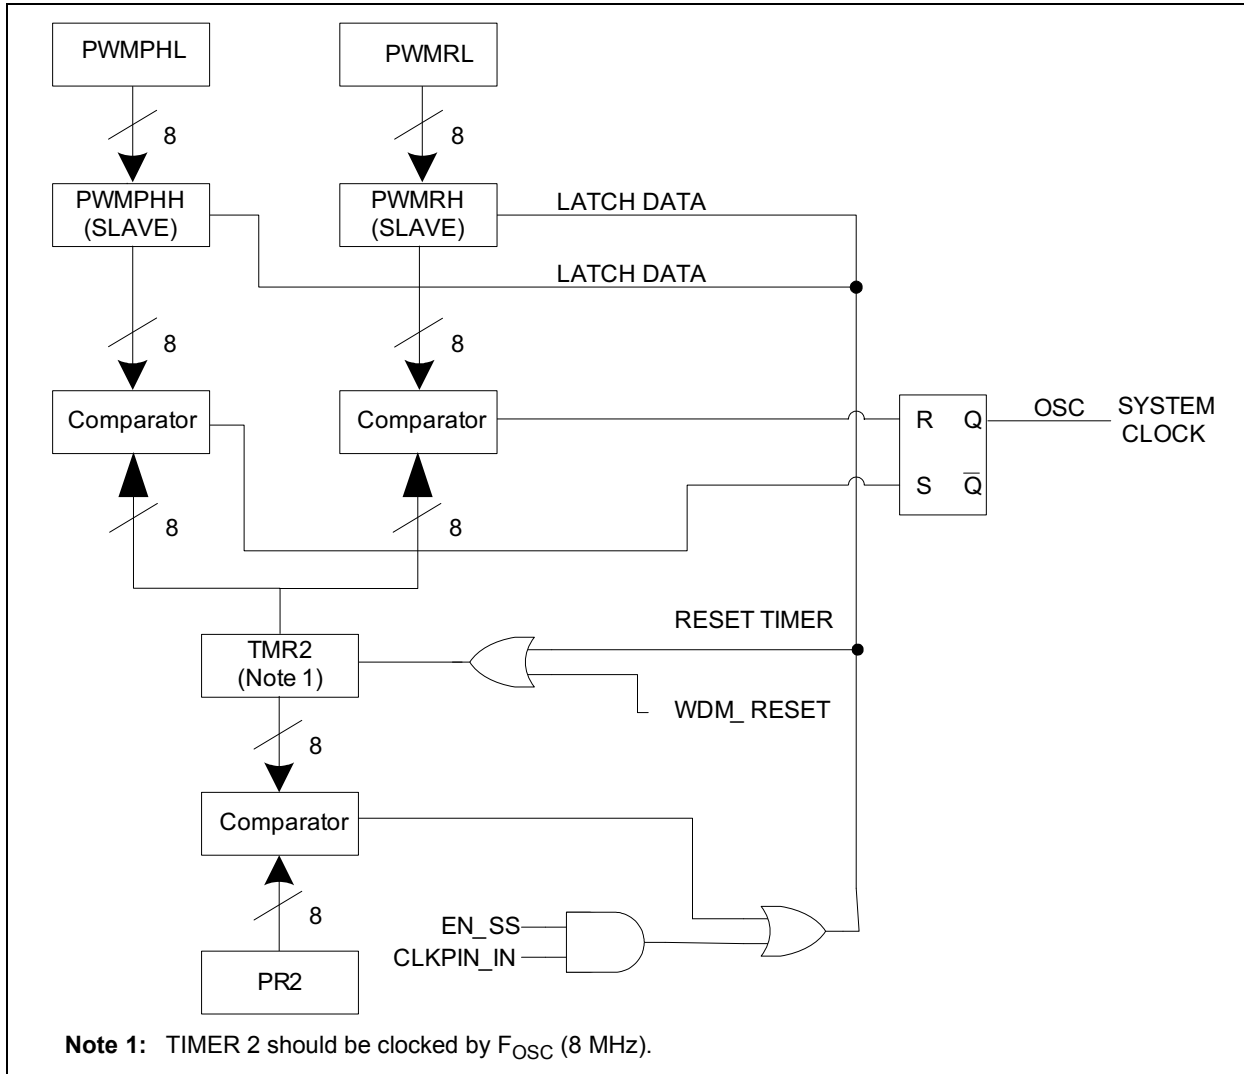 PWMPHL
PWMRL
8
8
PWMPHH
(SLAVE)
PWMRH
(SLAVE)
LATCH DATA
LATCH DATA
8
8
Comparator
Comparator
R Q
S Q̅
OSC
SYSTEM
CLOCK
8
8
TMR2
(Note 1)
RESET TIMER
WDM_ RESET
8
Comparator
8
EN_SS
CLKPIN_IN
PR2
Note 1: TIMER 2 should be clocked by FOSC (8 MHz).